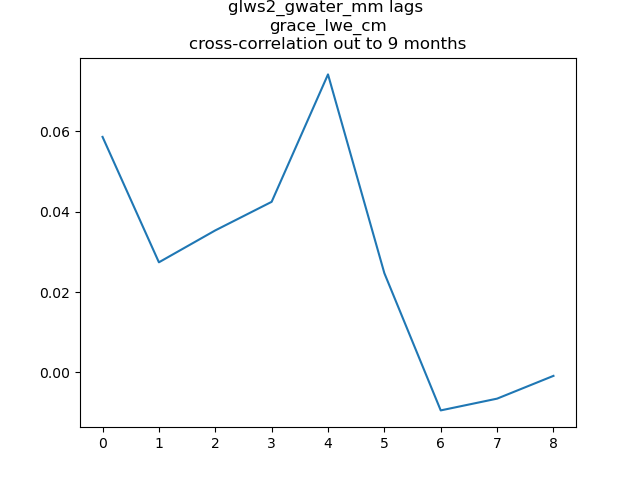 glws2_gwater_mm lags
grace_lwe_cm
cross-correlation out to 9 months
0.06
0.04
0.02
0.00
0 1 2 3 4 5 6 7 8